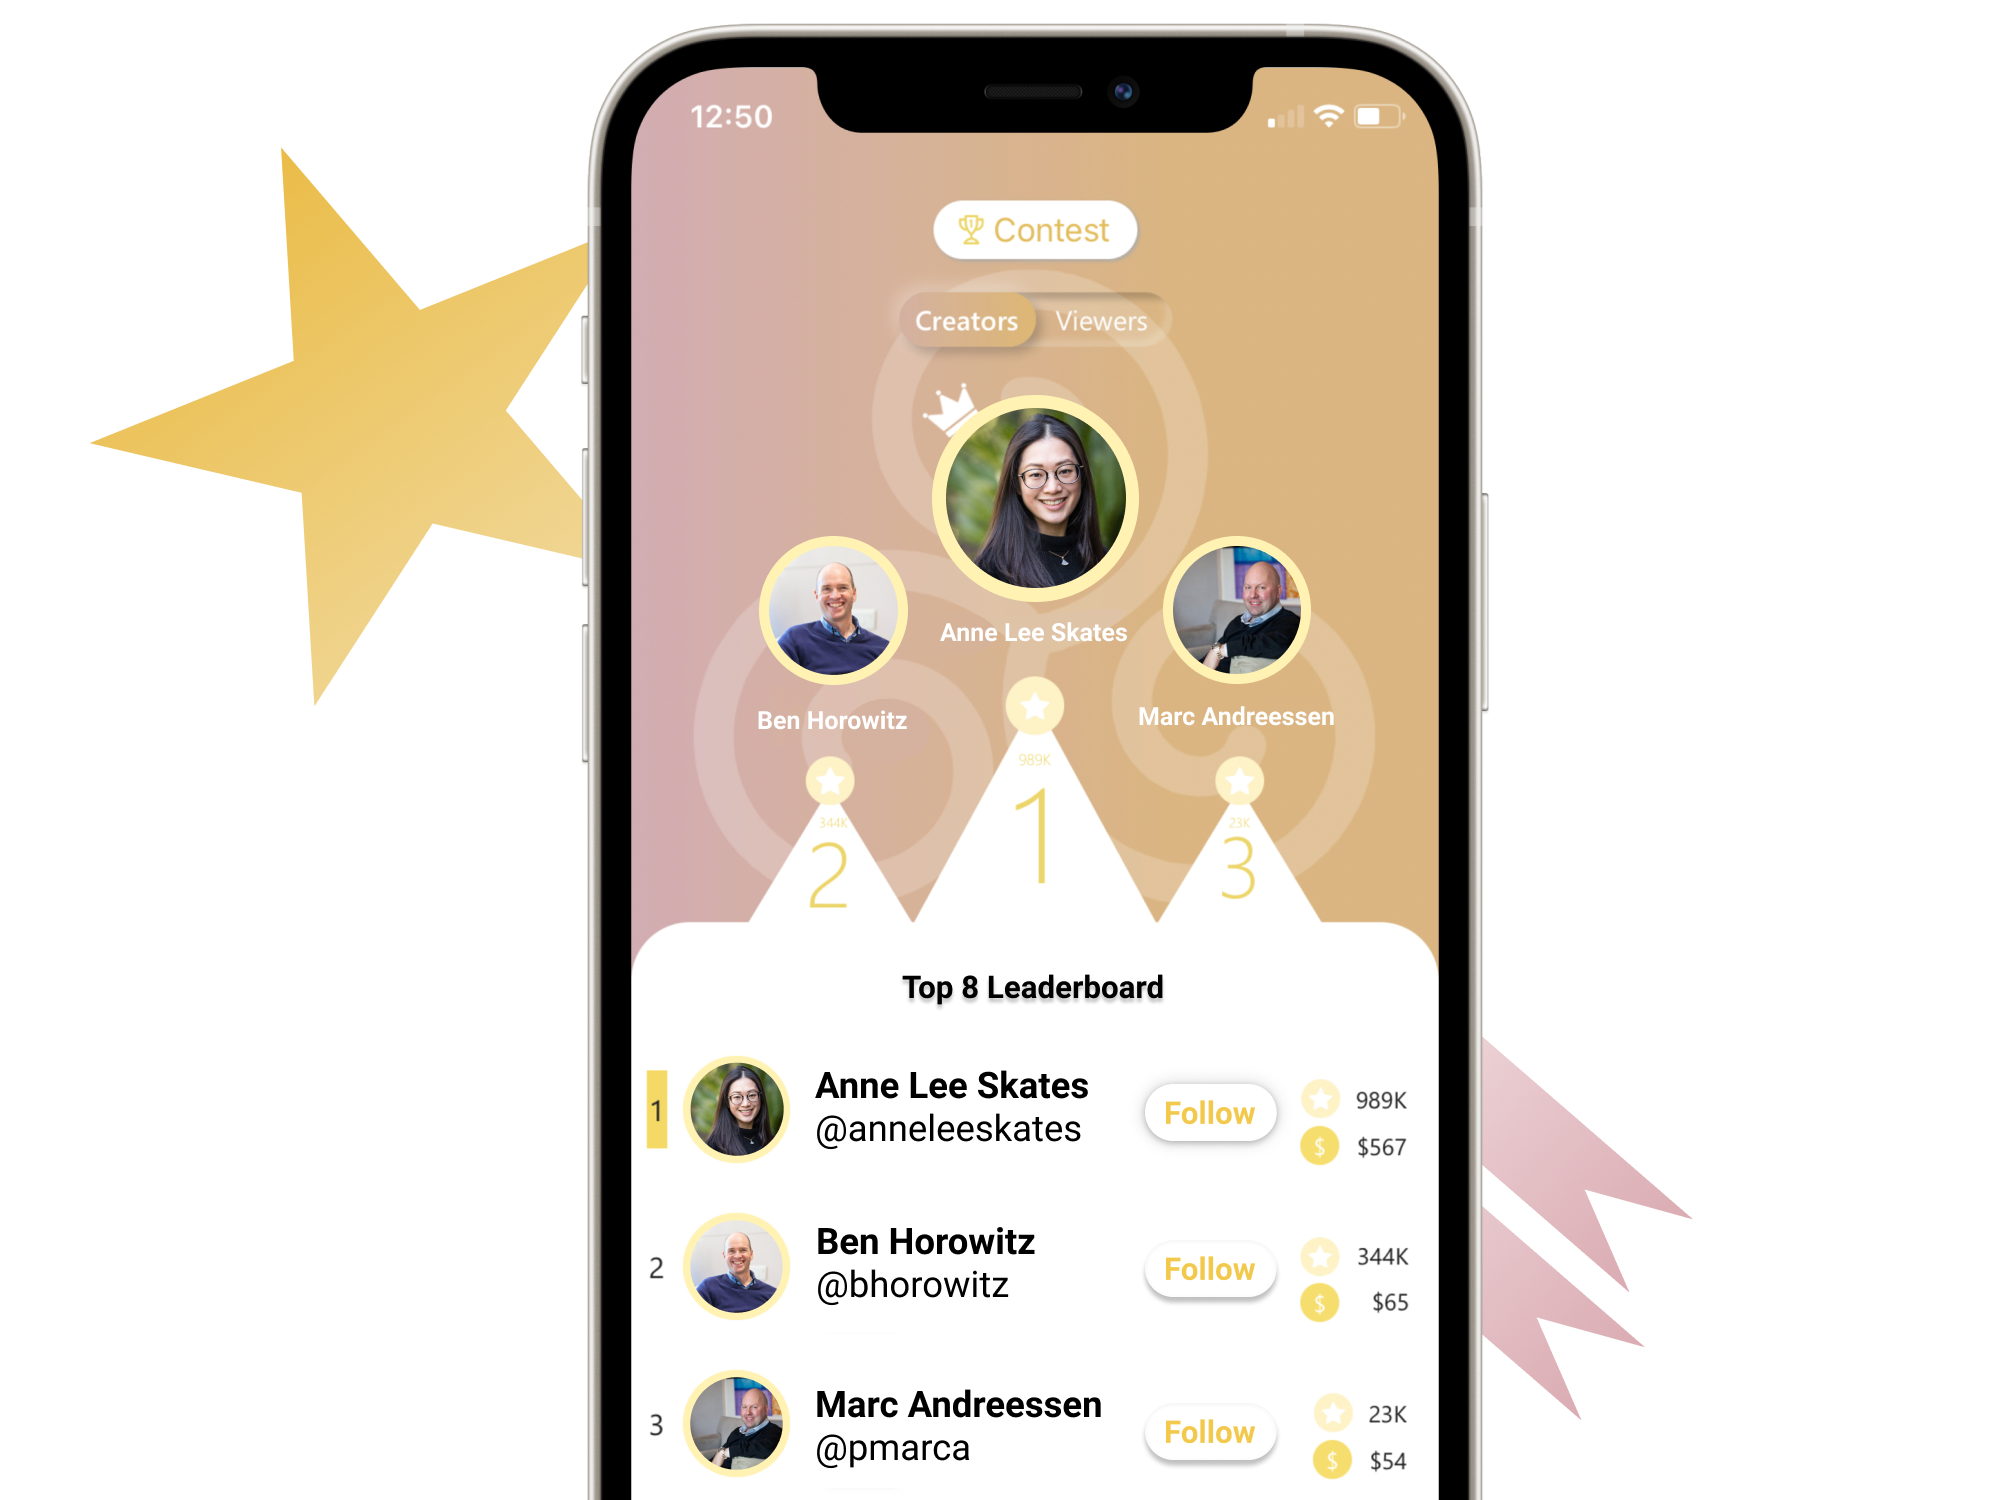 12:50
Contest
Creators Viewers
Anne Lee Skates
Ben Horowitz
Marc Andreessen
989K
1
344K
2
23K
3
Top 8 Leaderboard
1
Anne Lee Skates
@anneleeskates
Follow
989K
$ $567
2
Ben Horowitz
@bhorowitz
Follow
344K
$ $65
3
Marc Andreessen
@pmarca
Follow
23K
$ $54